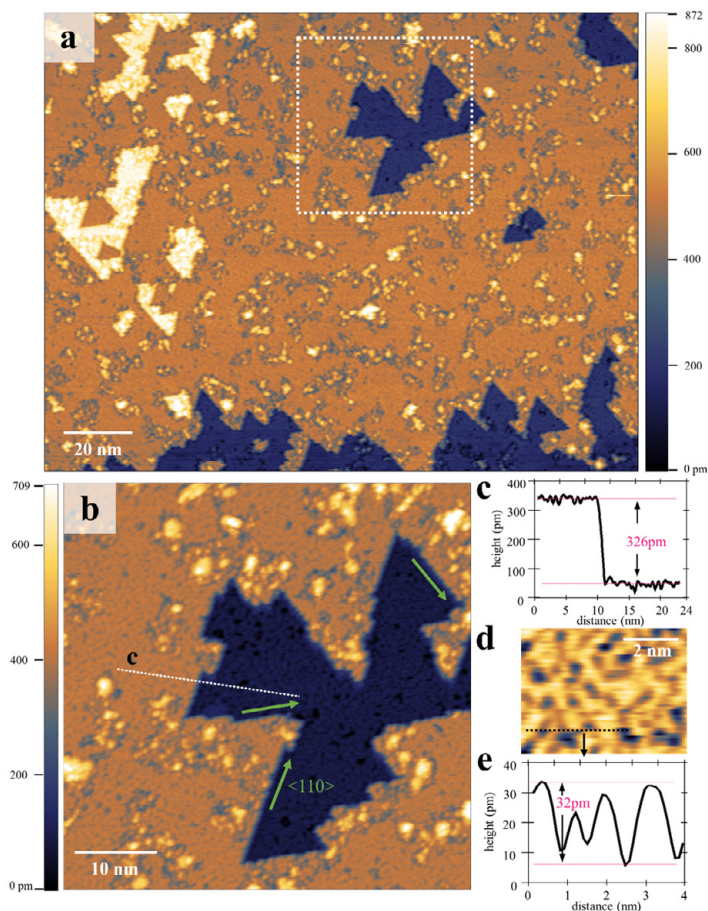 a
872
800
600
400
200
0 pm
20 nm
709
600
400
200
0 pm
b
c
<110>
10 nm
c
height (pm)
400
300
200
100
0
326pm
0 5 10 15 20 24
distance (nm)
d
2 nm
e
height (pm)
40
30
20
10
0
32pm
0 1 2 3 4
distance (nm)